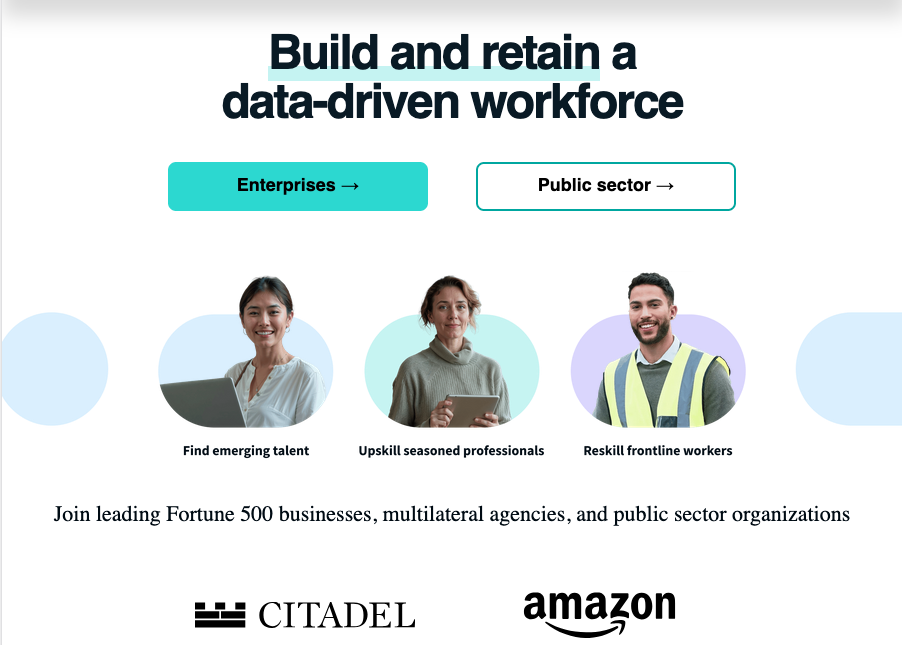 Build and retain a
data-driven workforce
Enterprises →
Public sector →
Find emerging talent
Upskill seasoned professionals
Reskill frontline workers
Join leading Fortune 500 businesses, multilateral agencies, and public sector organizations
CITADEL
amazon